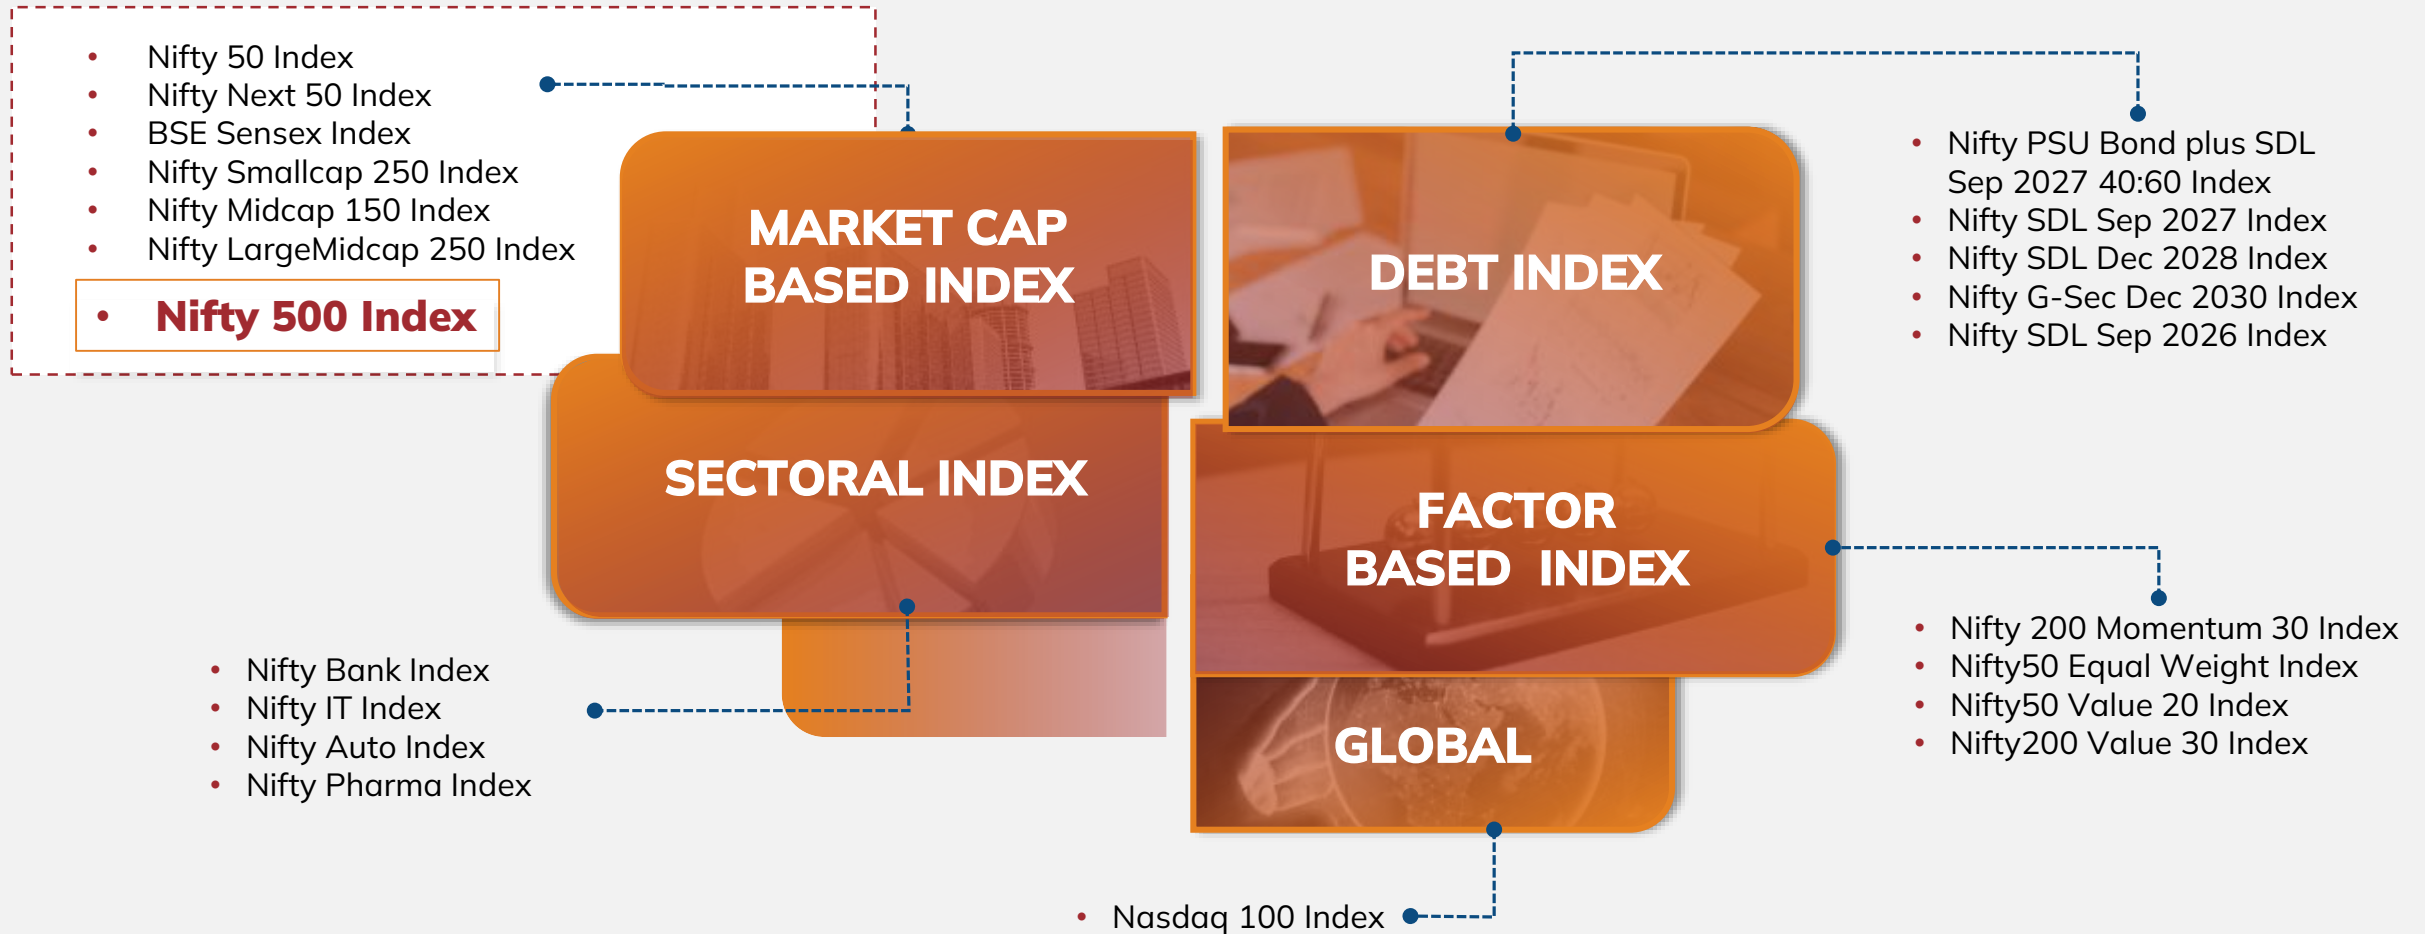 • Nifty 50 Index
• Nifty Next 50 Index
• BSE Sensex Index
• Nifty Smallcap 250 Index
• Nifty Midcap 150 Index
• Nifty LargeMidcap 250 Index
• Nifty 500 Index
MARKET CAP
BASED INDEX
SECTORAL INDEX
• Nifty Bank Index
• Nifty IT Index
• Nifty Auto Index
• Nifty Pharma Index
DEBT INDEX
• Nifty PSU Bond plus SDL
Sep 2027 40:60 Index
• Nifty SDL Sep 2027 Index
• Nifty SDL Dec 2028 Index
• Nifty G-Sec Dec 2030 Index
• Nifty SDL Sep 2026 Index
FACTOR
BASED INDEX
• Nifty 200 Momentum 30 Index
• Nifty50 Equal Weight Index
• Nifty50 Value 20 Index
• Nifty200 Value 30 Index
GLOBAL
• Nasdaq 100 Index